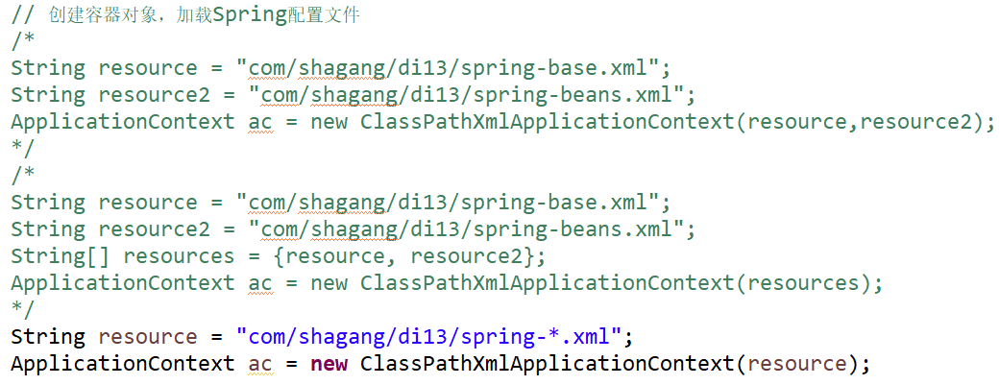 // 创建容器对象，加载Spring配置文件
/*
String resource = "com/shagang/di13/spring-base.xml";
String resource2 = "com/shagang/di13/spring-beans.xml";
ApplicationContext ac = new ClassPathXmlApplicationContext(resource,resource2);
*/
/*
String resource = "com/shagang/di13/spring-base.xml";
String resource2 = "com/shagang/di13/spring-beans.xml";
String[] resources = {resource, resource2};
ApplicationContext ac = new ClassPathXmlApplicationContext(resources);
*/
String resource = "com/shagang/di13/spring-*.xml";
ApplicationContext ac = new ClassPathXmlApplicationContext(resource);